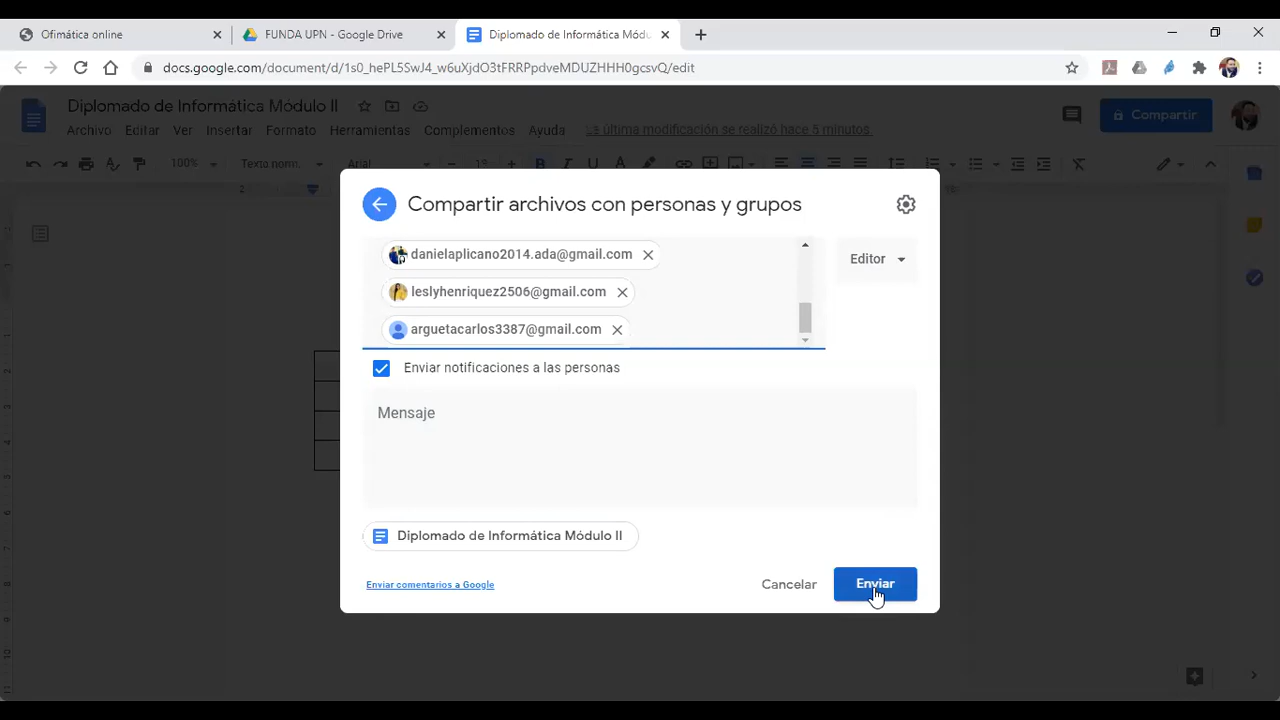 Ofimática online
FUNDA UPN - Google Drive
Diplomado de Informática Módu
docs.google.com/document/d/1s0_hePL5SwJ4_w6uXjdO3tFRRPpdveMDUZHHH0gcsvQ/edit
Diplomado de Informática Módulo II
Compartir
Archivo Editar Ver Insertar Formato Herramientas Complementos Ayuda La última modificación se realizó hace 5 minutos.
100% Texto norm. Arial
Compartir archivos con personas y grupos
danielaplicano2014.ada@gmail.com
Editor
leslyhenriquez2506@gmail.com
arguetacarlos3387@gmail.com
Enviar notificaciones a las personas
Mensaje
Diplomado de Informática Módulo II
Enviar comentarios a Google
Cancelar
Enviar